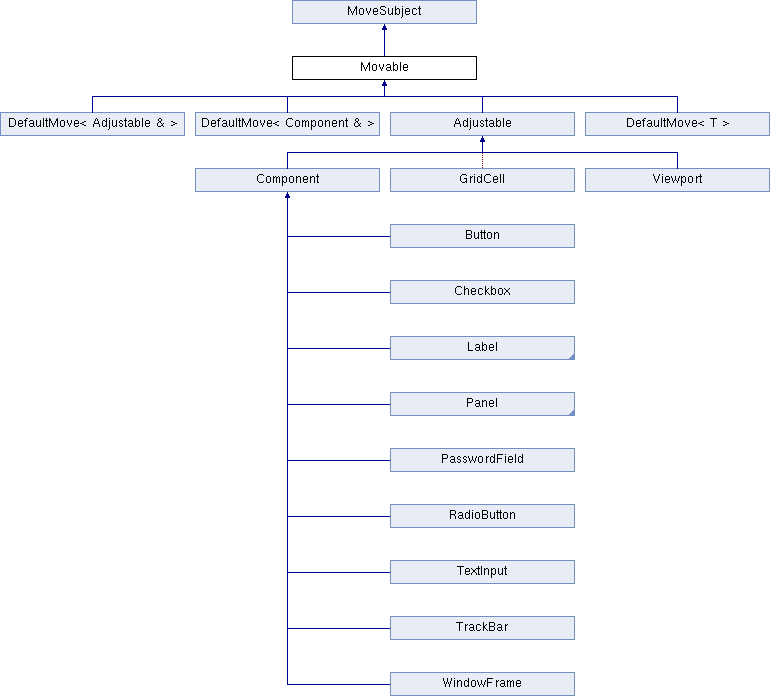 MoveSubject
Movable
DefaultMove< Adjustable & >
DefaultMove< Component & >
Adjustable
DefaultMove< T >
Component
GridCell
Viewport
Button
Checkbox
Label
Panel
PasswordField
RadioButton
TextInput
TrackBar
WindowFrame